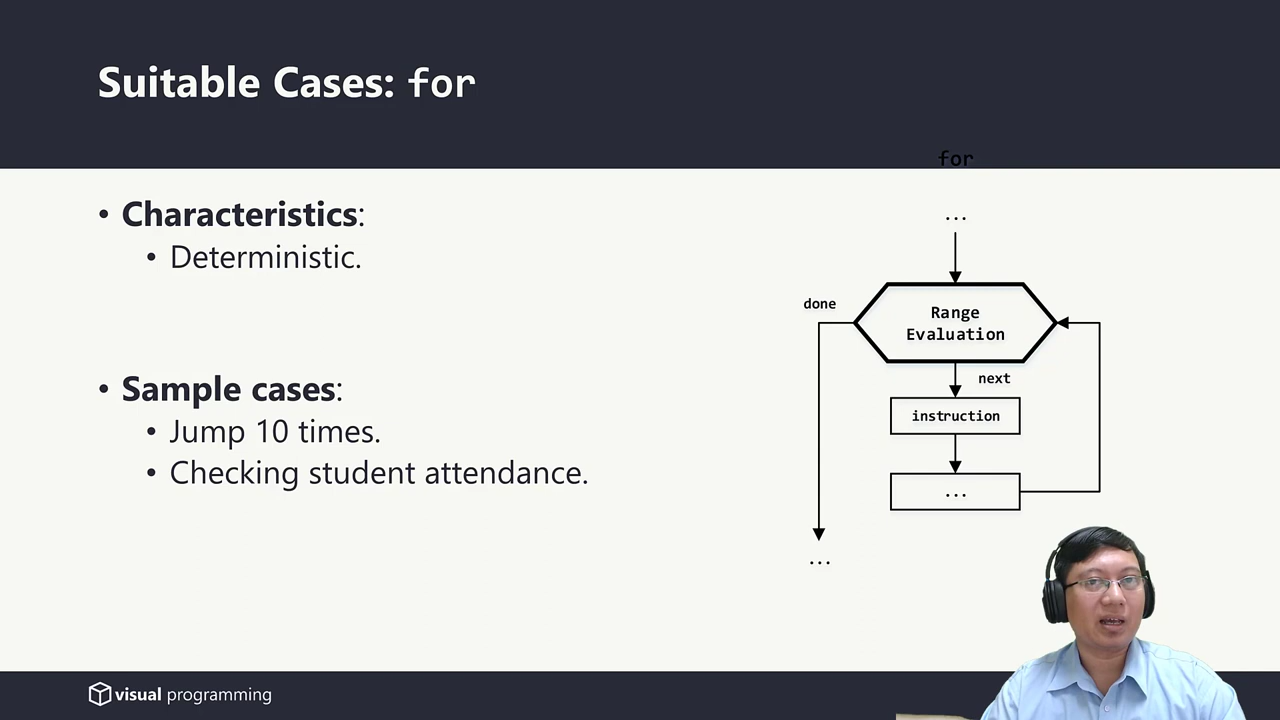 Suitable Cases: for
• Characteristics:
• Deterministic.
• Sample cases:
• Jump 10 times.
• Checking student attendance.
for
...
done
Range
Evaluation
next
instruction
...
...
visual programming